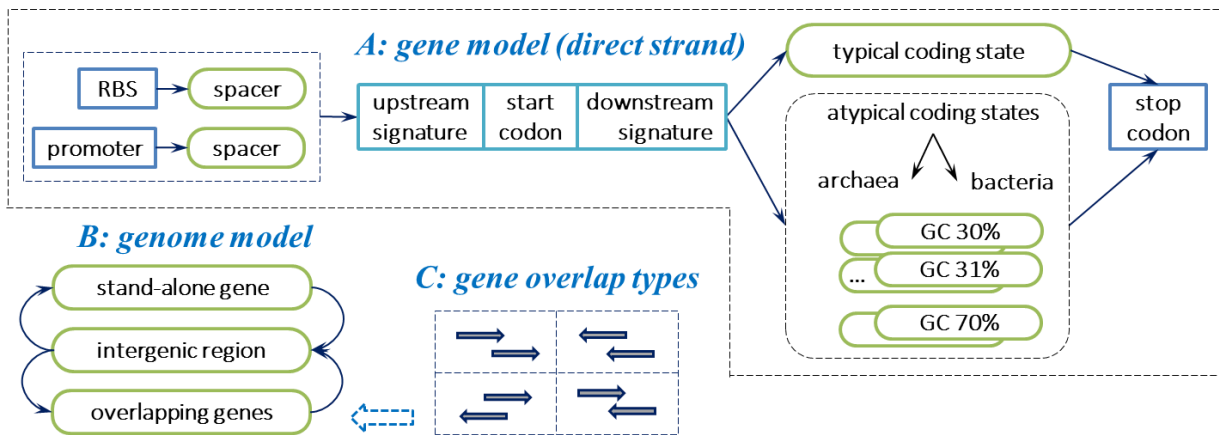 A: gene model (direct strand)
RBS
spacer
promoter
spacer
upstream
signature
start
codon
downstream
signature
typical coding state
atypical coding states
archaea
bacteria
GC 30%
GC 31%
...
GC 70%
stop
codon
B: genome model
stand-alone gene
intergenic region
overlapping genes
C: gene overlap types